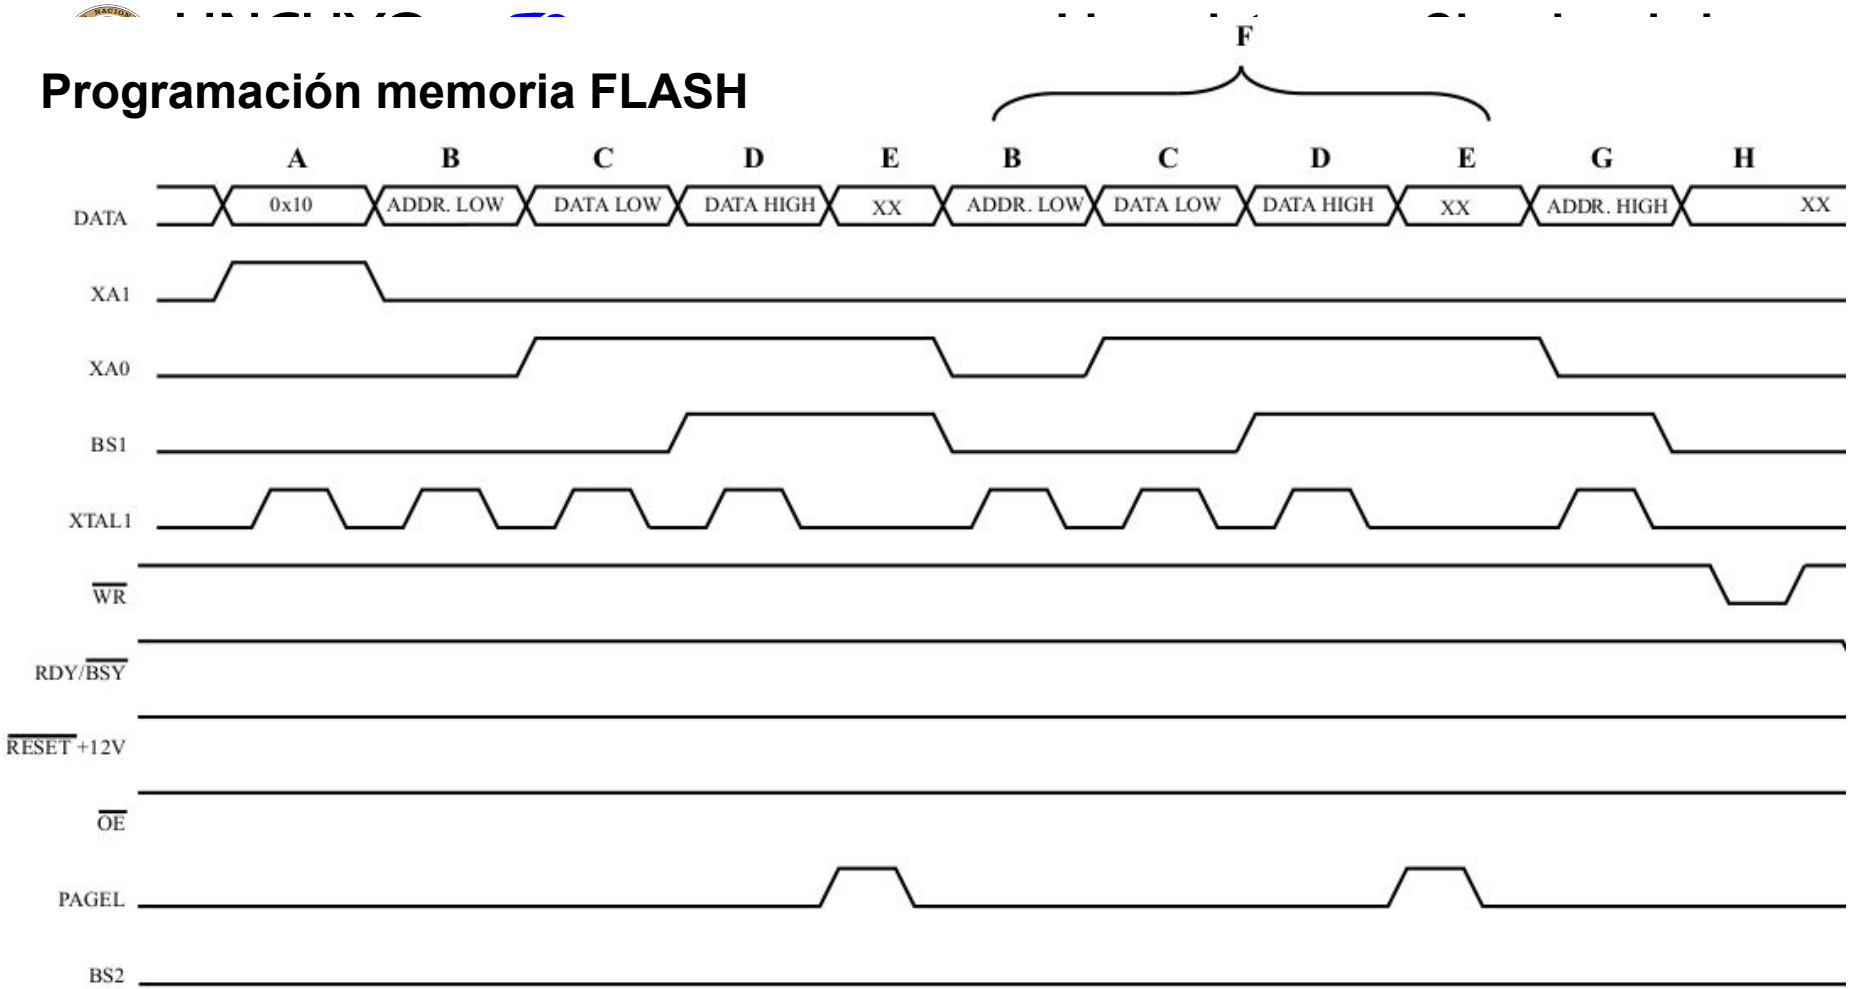 F
Programación memoria FLASH
A B C D E B C D E G H
DATA 0x10 ADDR. LOW DATA LOW DATA HIGH XX ADDR. LOW DATA LOW DATA HIGH XX ADDR. HIGH XX
XA1
XA0
BS1
XTAL1
WR
RDY/BSY
RESET +12V
OE
PAGEL
BS2